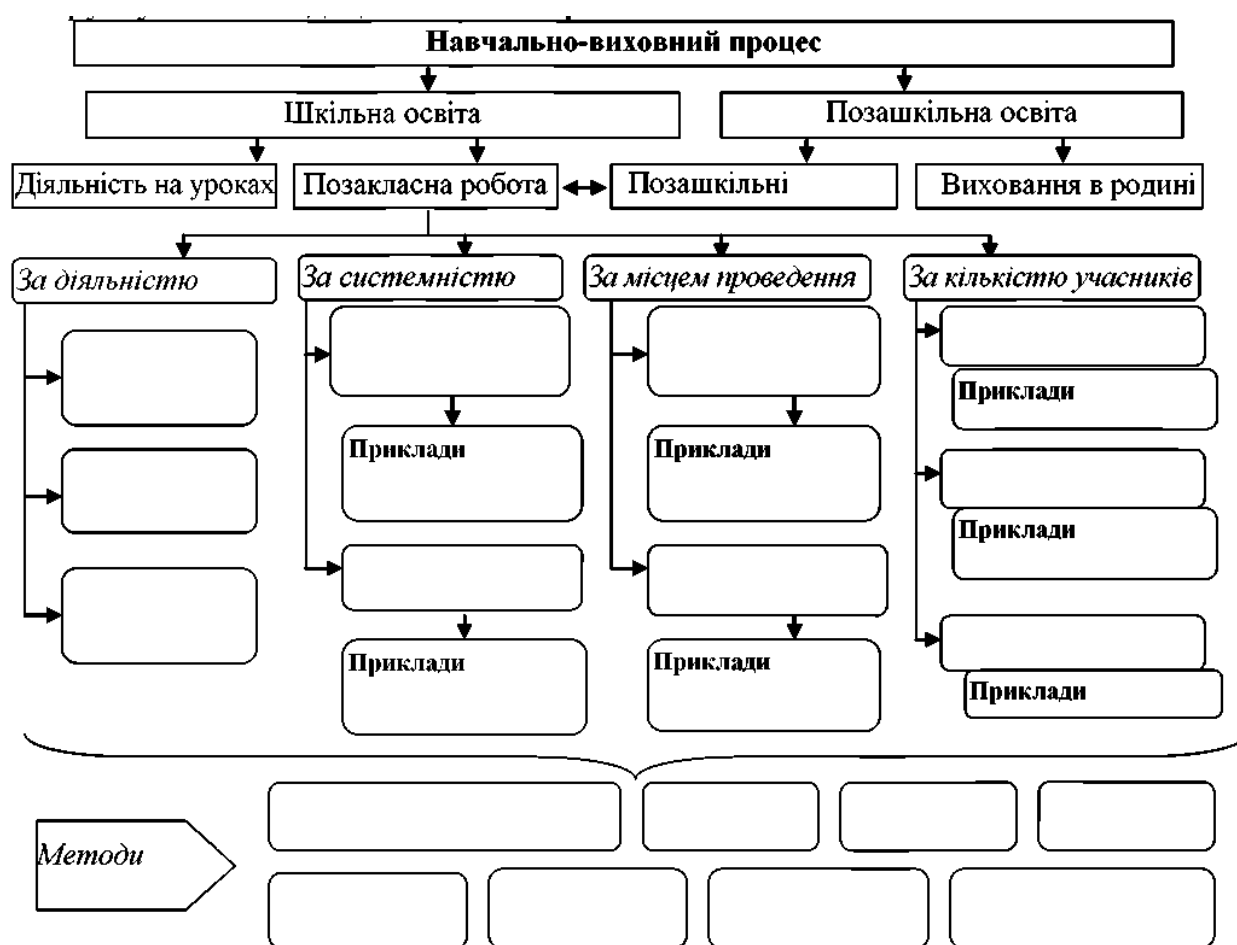 Навчально-виховний процес
Шкільна освіта
Позашкільна освіта
Діяльність на уроках
Позакласна робота
Позашкільні
Виховання в родині
За діяльністю
За системністю
За місцем проведення
За кількістю учасників
Приклади
Приклади
Приклади
Приклади
Приклади
Приклади
Приклади
Методи